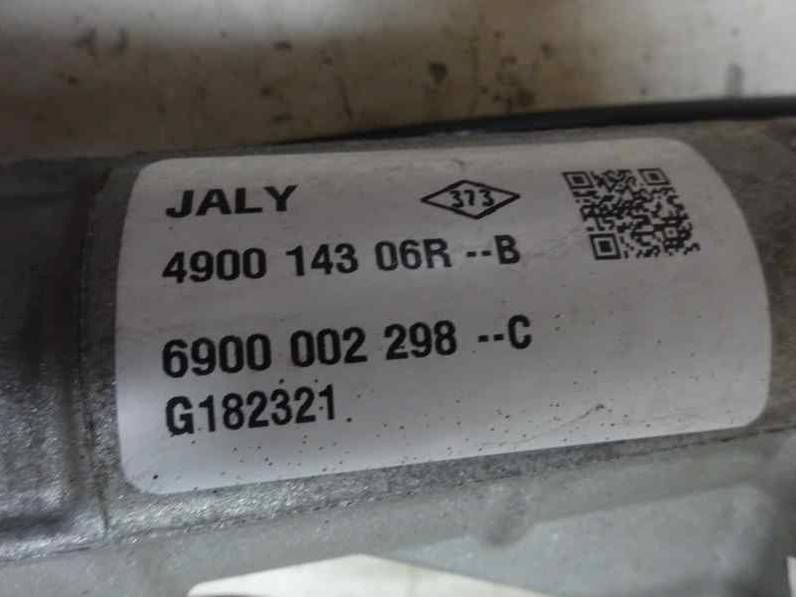 JALY 373
4900 143 06R --B
6900 002 298 --C
G182321